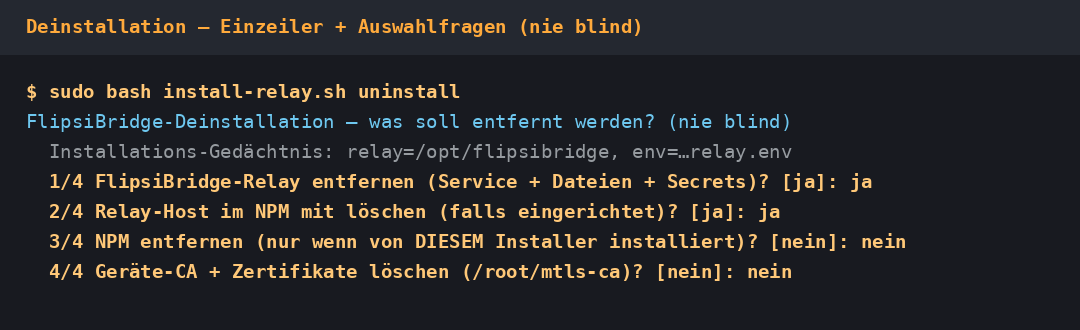 Deinstallation — Einzeiler + Auswahlfragen (nie blind)
$ sudo bash install-relay.sh uninstall
FlipsiBridge-Deinstallation — was soll entfernt werden? (nie blind)
Installations-Gedächtnis: relay=/opt/flipsibridge, env=…relay.env
1/4 FlipsiBridge-Relay entfernen (Service + Dateien + Secrets)? [ja]: ja
2/4 Relay-Host im NPM mit löschen (falls eingerichtet)? [ja]: ja
3/4 NPM entfernen (nur wenn von DIESEM Installer installiert)? [nein]: nein
4/4 Geräte-CA + Zertifikate löschen (/root/mtls-ca)? [nein]: nein